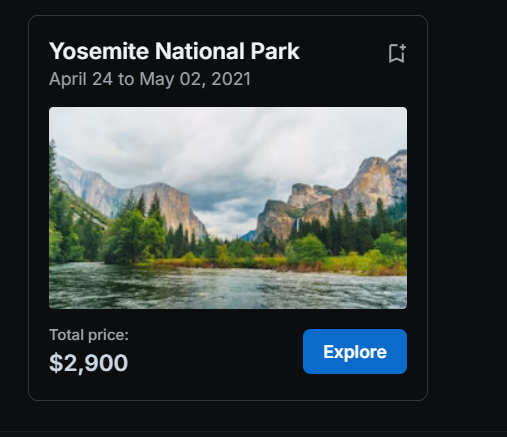 Yosemite National Park
April 24 to May 02, 2021
Total price:
$2,900
Explore